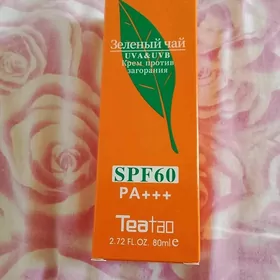 Зеленый чай
UVA&UVB
Крем против
загорания
SPF60
PA+++
Teatao
2.72 FL.OZ. 80ml e